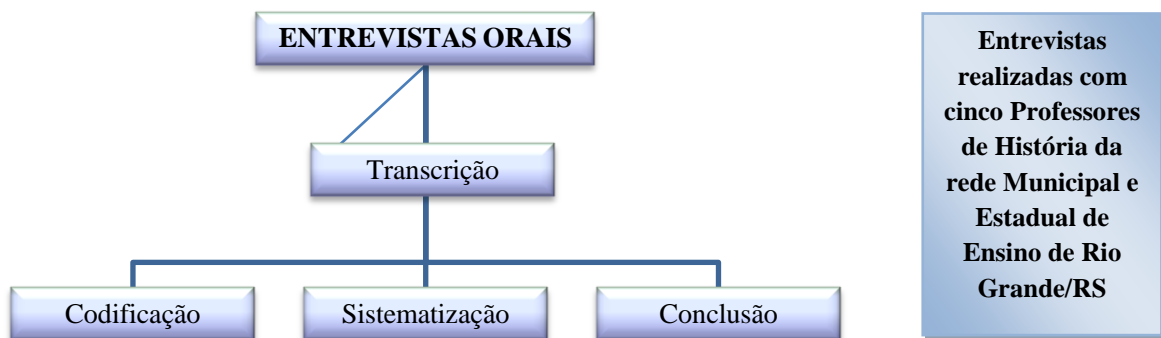 ENTREVISTAS ORAIS
Transcrição
Codificação
Sistematização
Conclusão
Entrevistas
realizadas com
cinco Professores
de História da
rede Municipal e
Estadual de
Ensino de Rio
Grande/RS